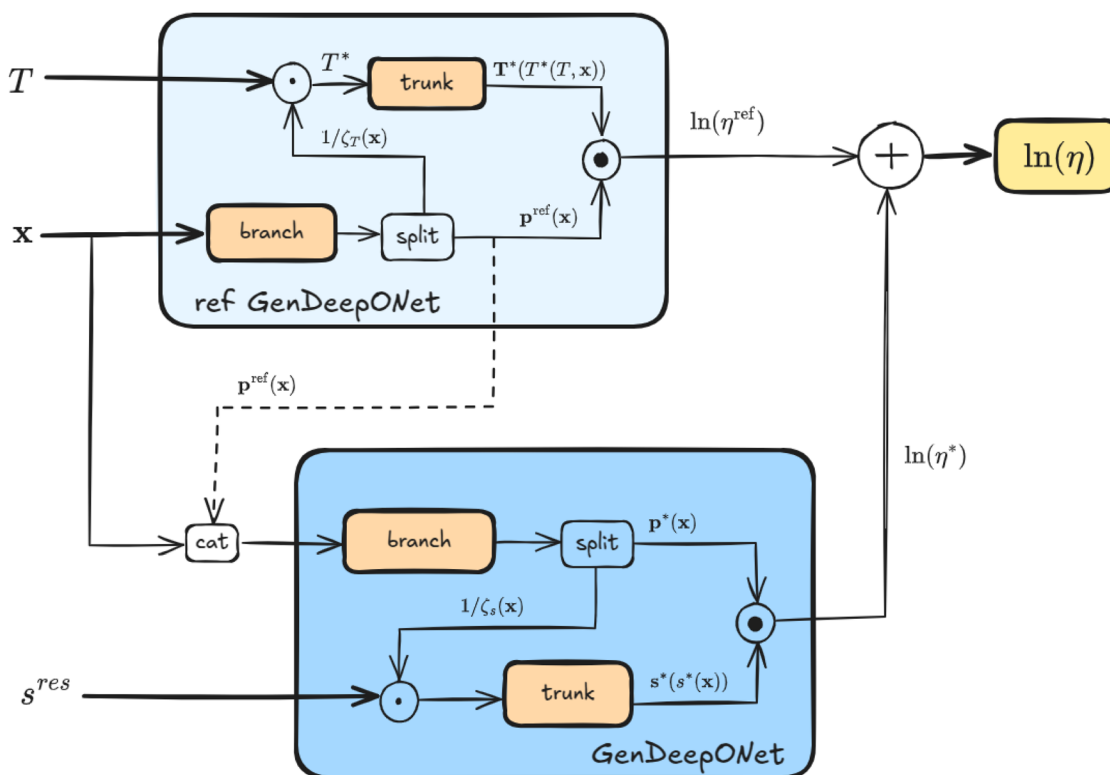 T
T*
trunk
𝐓*(T*(T, 𝐱))
1/ζ_T(𝐱)
ln(η^ref)
+
ln(η)
𝐱
branch
split
𝐩^ref(𝐱)
ref GenDeepONet
𝐩^ref(𝐱)
ln(η*)
cat
branch
split
𝐩*(𝐱)
1/ζ_s(𝐱)
s^res
trunk
𝐬*(s*(𝐱))
GenDeepONet